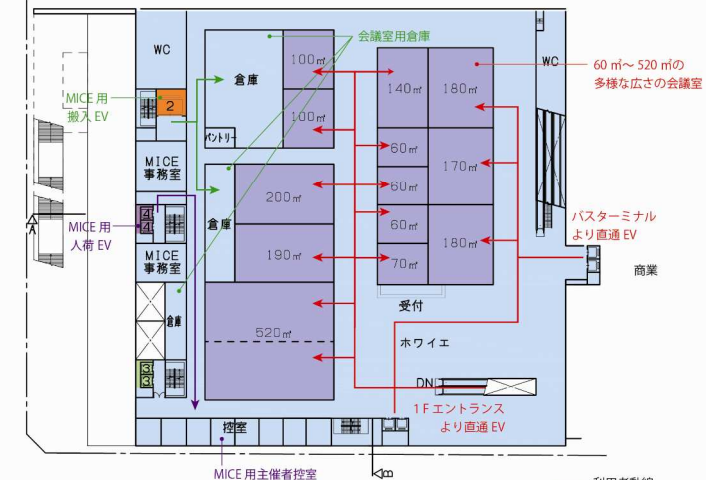 会議室用倉庫
WC
WC
100㎡
倉庫
60 ㎡～ 520 ㎡の
多様な広さの会議室
140㎡
180㎡
MICE 用
搬入 EV
2
100㎡
パントリー
60㎡
MICE
事務室
170㎡
60㎡
200㎡
4
4
倉庫
60㎡
バスターミナル
より直通 EV
MICE 用
人荷 EV
A
180㎡
MICE
事務室
190㎡
70㎡
商業
受付
倉庫
520㎡
ホワイエ
3
3
DN
1F エントランス
より直通 EV
控室
MICE 用主催者控室
B